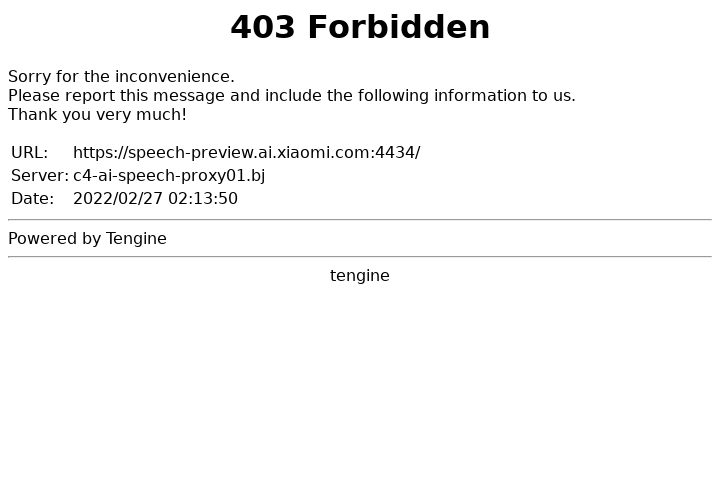 403 Forbidden
Sorry for the inconvenience.
Please report this message and include the following information to us.
Thank you very much!
URL: https://speech-preview.ai.xiaomi.com:4434/
Server: c4-ai-speech-proxy01.bj
Date: 2022/02/27 02:13:50
Powered by Tengine
tengine